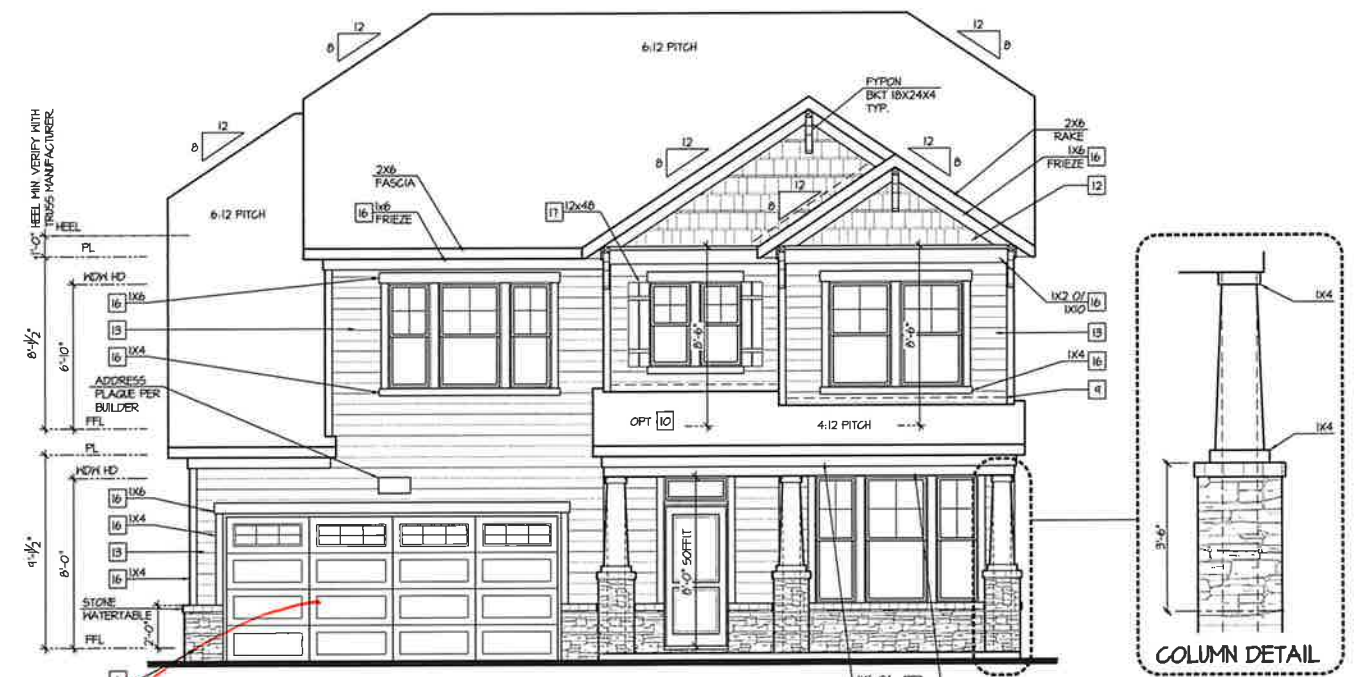 12
8
6:12 PITCH
12
8
FYPON
BKT 18X24X4
TYP.
1'-0" HEEL MIN. VERIFY WITH
TRUSS MANUFACTURER.
12
8
12
8
12
8
2X6
RAKE
1X6
FRIEZE 16
12
2X6
FASCIA
12
8
6:12 PITCH
16 1x6
FRIEZE
17 12x48
HEEL
PL
WDW HD
16 1X6
13
16 1X4
8'-1/2"
6'-10"
8'-6"
8'-6"
1X2 O/ 16
1X10
13
1X4 16
9
1X4
ADDRESS
PLAQUE PER
BUILDER
FFL
OPT 10
4:12 PITCH
1X4
PL
WDW HD
16 1X6
16 1X4
13
16 1X4
9'-1/2"
8'-0"
8'-0" SOFFIT
3'-6"
STONE
WATERTABLE
2'-0"
FFL
COLUMN DETAIL